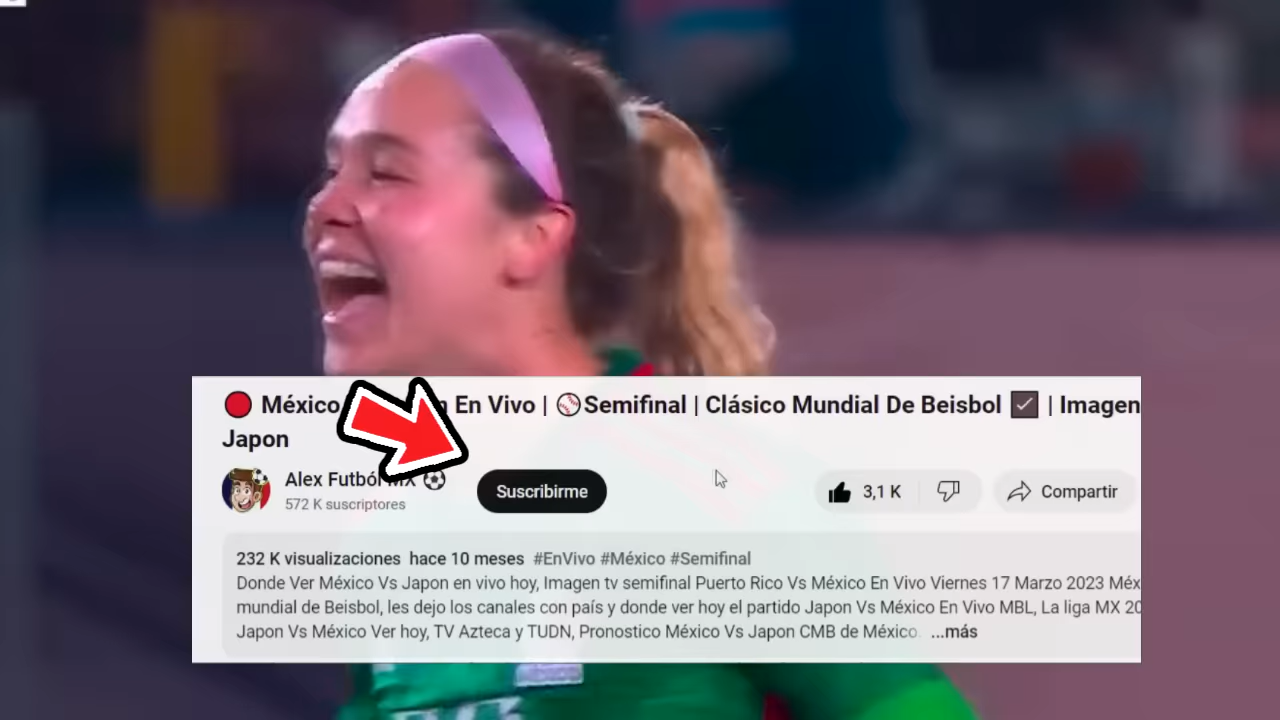 México En Vivo | Semifinal | Clásico Mundial De Beisbol | Imagen
Japon
Alex Futból MX
572 K suscriptores
Suscribirme
3,1 K
Compartir
232 K visualizaciones hace 10 meses #EnVivo #México #Semifinal
Donde Ver México Vs Japon en vivo hoy, Imagen tv semifinal Puerto Rico Vs México En Vivo Viernes 17 Marzo 2023 Méx
mundial de Beisbol, les dejo los canales con país y donde ver hoy el partido Japon Vs México En Vivo MBL, La liga MX 20
Japon Vs México Ver hoy, TV Azteca y TUDN, Pronostico México Vs Japon CMB de México. ...más